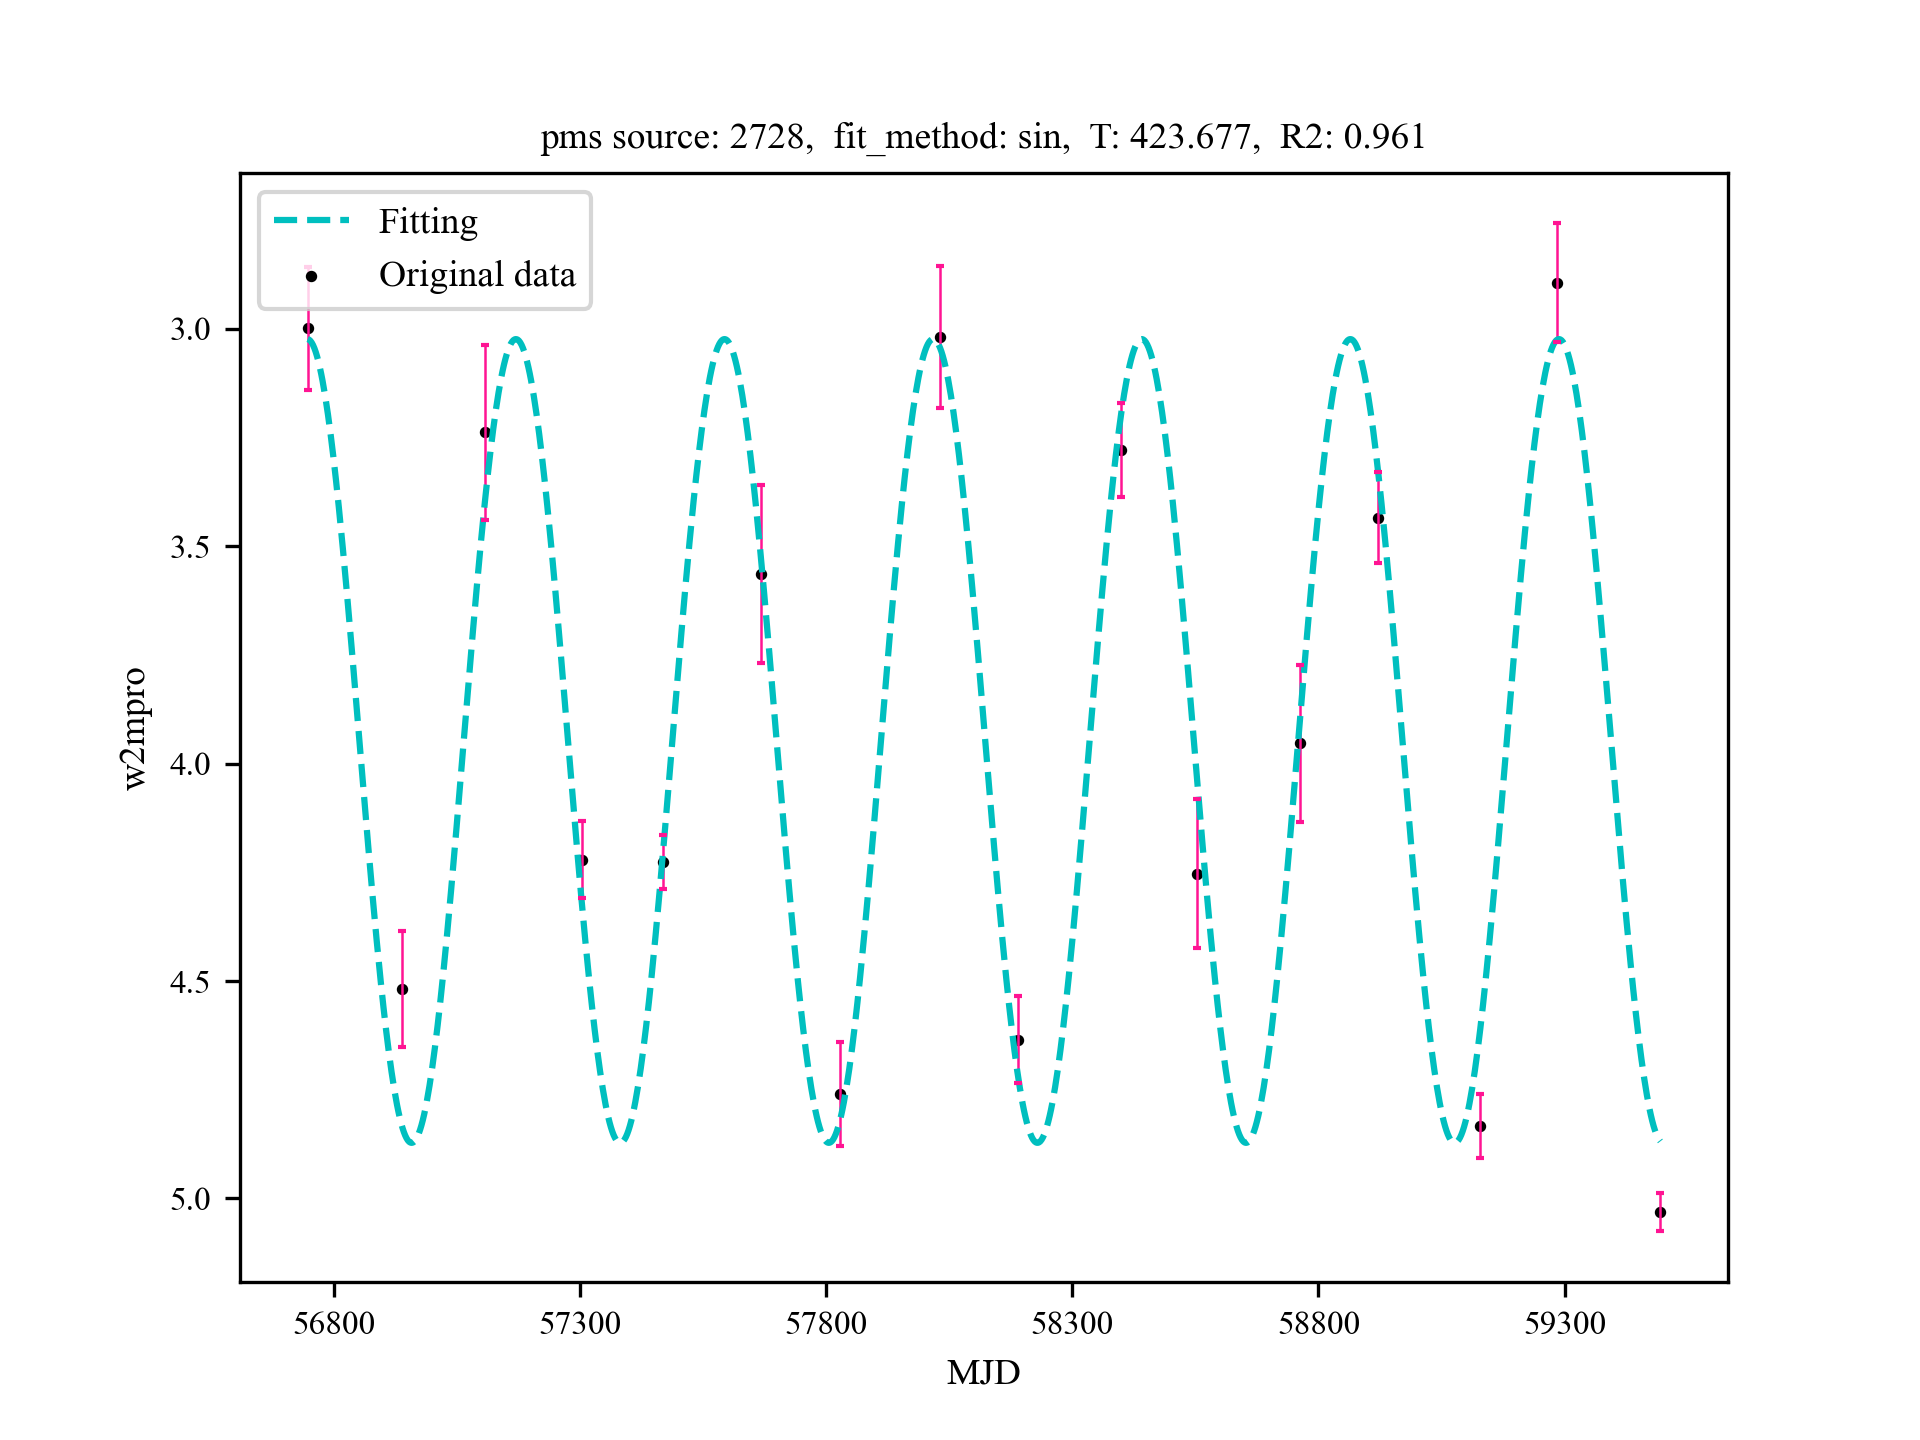 pms source: 2728,  fit_method: sin,  T: 423.677,  R2: 0.961
Fitting
Original data
3.0
3.5
4.0
4.5
5.0
w2mpro
56800 57300 57800 58300 58800 59300
MJD